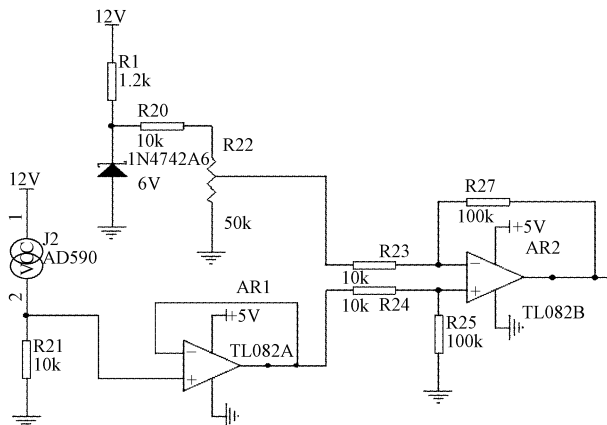 12V
R1
1.2k
R20
10k
R22
1N4742A6
6V
50k
12V
1
J2
VCC
AD590
2
R21
10k
AR1
+5V
TL082A
R23
10k
10k
R24
R27
100k
+5V
AR2
TL082B
R25
100k
−
+
−
+